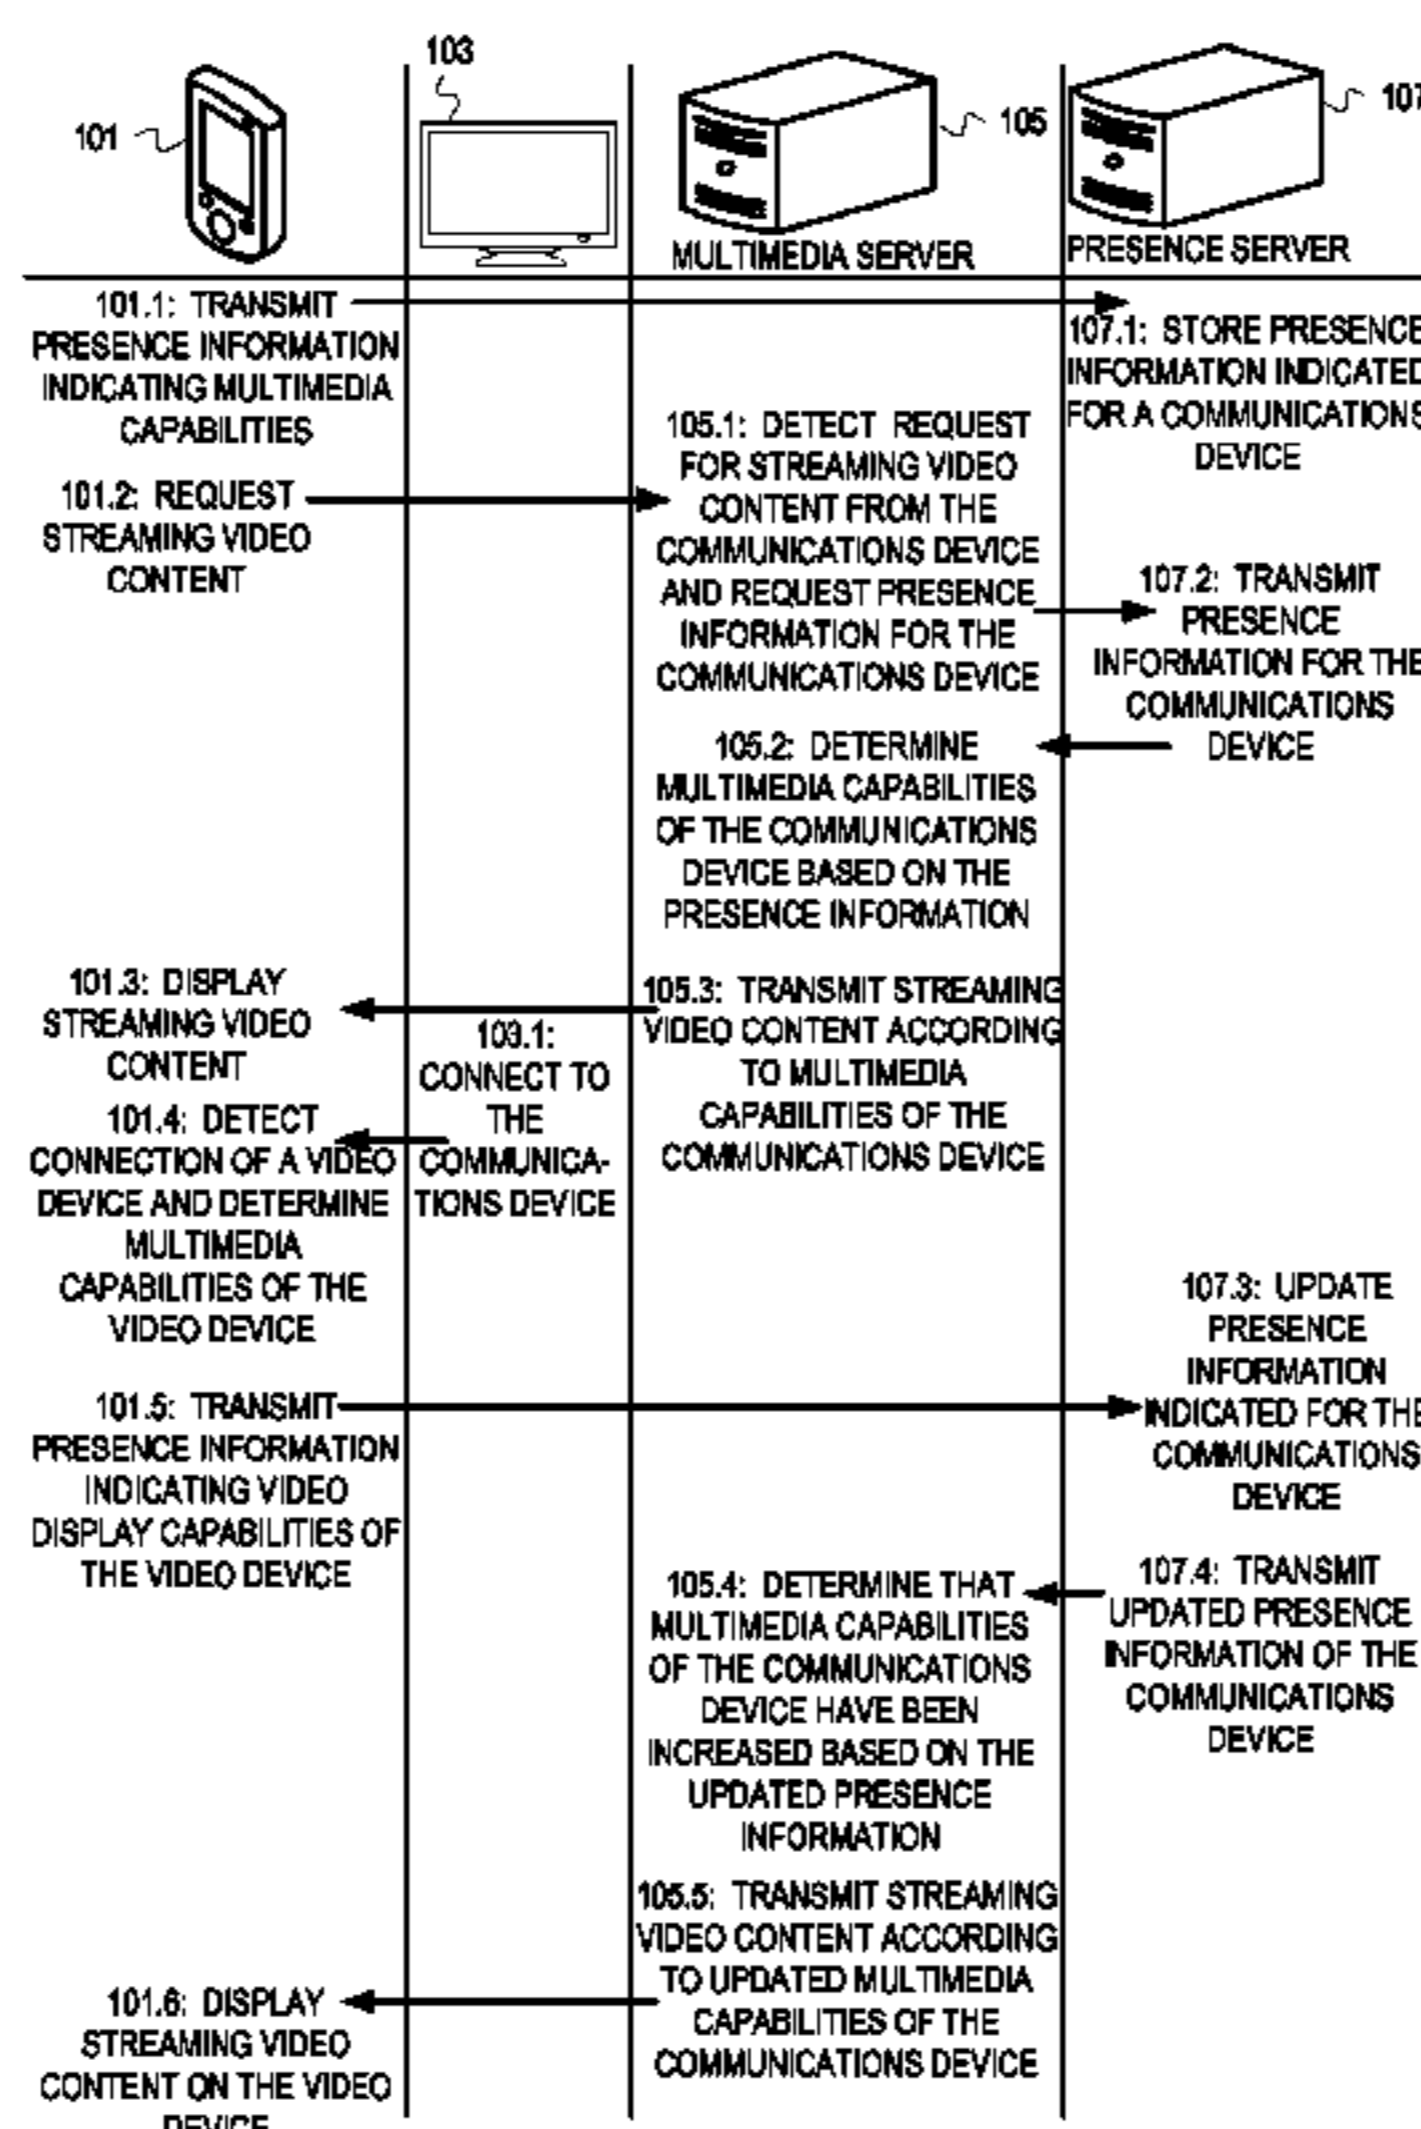 103
101
105
107
MULTIMEDIA SERVER
PRESENCE SERVER
101.1: TRANSMIT
PRESENCE INFORMATION
INDICATING MULTIMEDIA
CAPABILITIES
107.1: STORE PRESENCE
INFORMATION INDICATED
FOR A COMMUNICATIONS
DEVICE
101.2: REQUEST
STREAMING VIDEO
CONTENT
105.1: DETECT REQUEST
FOR STREAMING VIDEO
CONTENT FROM THE
COMMUNICATIONS DEVICE
AND REQUEST PRESENCE
INFORMATION FOR THE
COMMUNICATIONS DEVICE
107.2: TRANSMIT
PRESENCE
INFORMATION FOR THE
COMMUNICATIONS
DEVICE
105.2: DETERMINE
MULTIMEDIA CAPABILITIES
OF THE COMMUNICATIONS
DEVICE BASED ON THE
PRESENCE INFORMATION
105.3: TRANSMIT STREAMING
VIDEO CONTENT ACCORDING
TO MULTIMEDIA
CAPABILITIES OF THE
COMMUNICATIONS DEVICE
101.3: DISPLAY
STREAMING VIDEO
CONTENT
103.1:
CONNECT TO
THE
COMMUNICA-
TIONS DEVICE
101.4: DETECT
CONNECTION OF A VIDEO
DEVICE AND DETERMINE
MULTIMEDIA
CAPABILITIES OF THE
VIDEO DEVICE
101.5: TRANSMIT
PRESENCE INFORMATION
INDICATING VIDEO
DISPLAY CAPABILITIES OF
THE VIDEO DEVICE
107.3: UPDATE
PRESENCE
INFORMATION
INDICATED FOR THE
COMMUNICATIONS
DEVICE
107.4: TRANSMIT
UPDATED PRESENCE
INFORMATION OF THE
COMMUNICATIONS
DEVICE
105.4: DETERMINE THAT
MULTIMEDIA CAPABILITIES
OF THE COMMUNICATIONS
DEVICE HAVE BEEN
INCREASED BASED ON THE
UPDATED PRESENCE
INFORMATION
105.5: TRANSMIT STREAMING
VIDEO CONTENT ACCORDING
TO UPDATED MULTIMEDIA
CAPABILITIES OF THE
COMMUNICATIONS DEVICE
101.6: DISPLAY
STREAMING VIDEO
CONTENT ON THE VIDEO
DEVICE